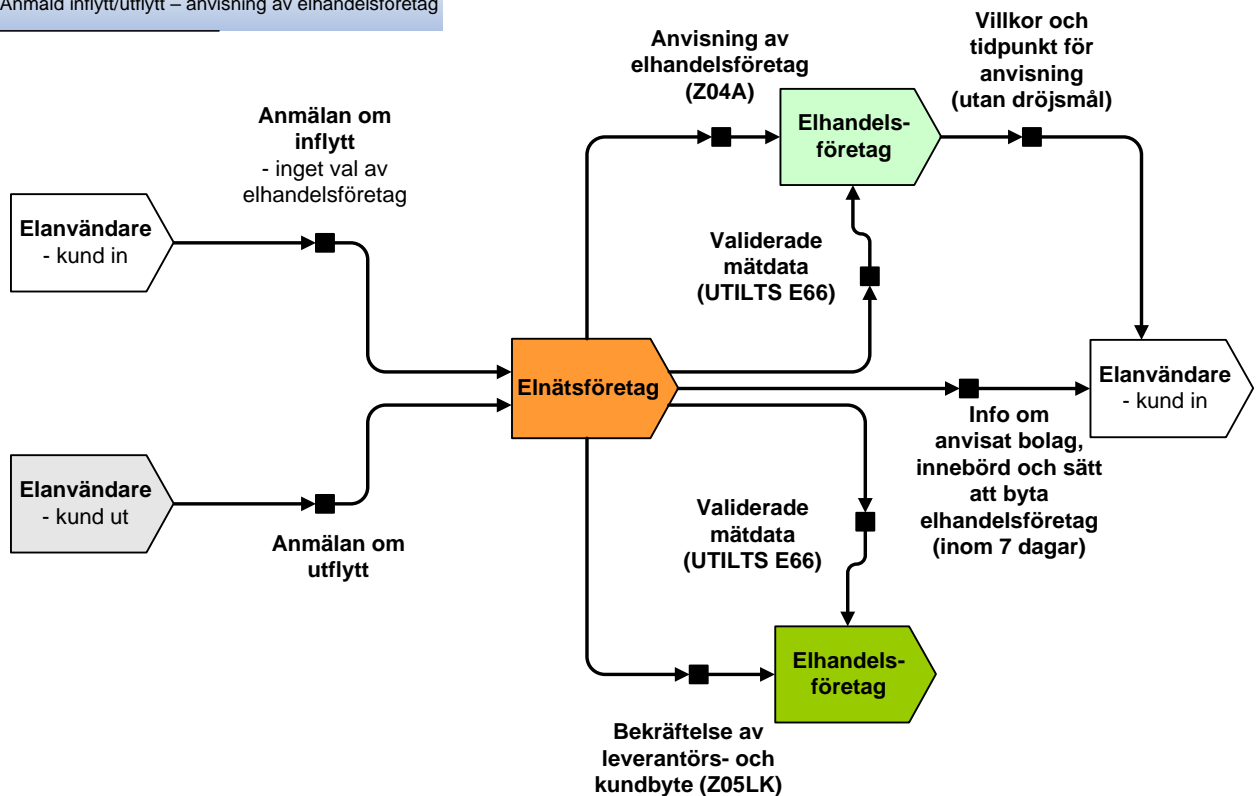 Anmäld inflytt/utflytt – anvisning av elhandelsföretag
Anvisning av
elhandelsföretag
(Z04A)
Villkor och
tidpunkt för
anvisning
(utan dröjsmål)
Anmälan om
inflytt
- inget val av
elhandelsföretag
Elhandels-
företag
Elanvändare
- kund in
Validerade
mätdata
(UTILTS E66)
Elnätsföretag
Elanvändare
- kund in
Info om
anvisat bolag,
innebörd och sätt
att byta
elhandelsföretag
(inom 7 dagar)
Elanvändare
- kund ut
Anmälan om
utflytt
Validerade
mätdata
(UTILTS E66)
Elhandels-
företag
Bekräftelse av
leverantörs- och
kundbyte (Z05LK)